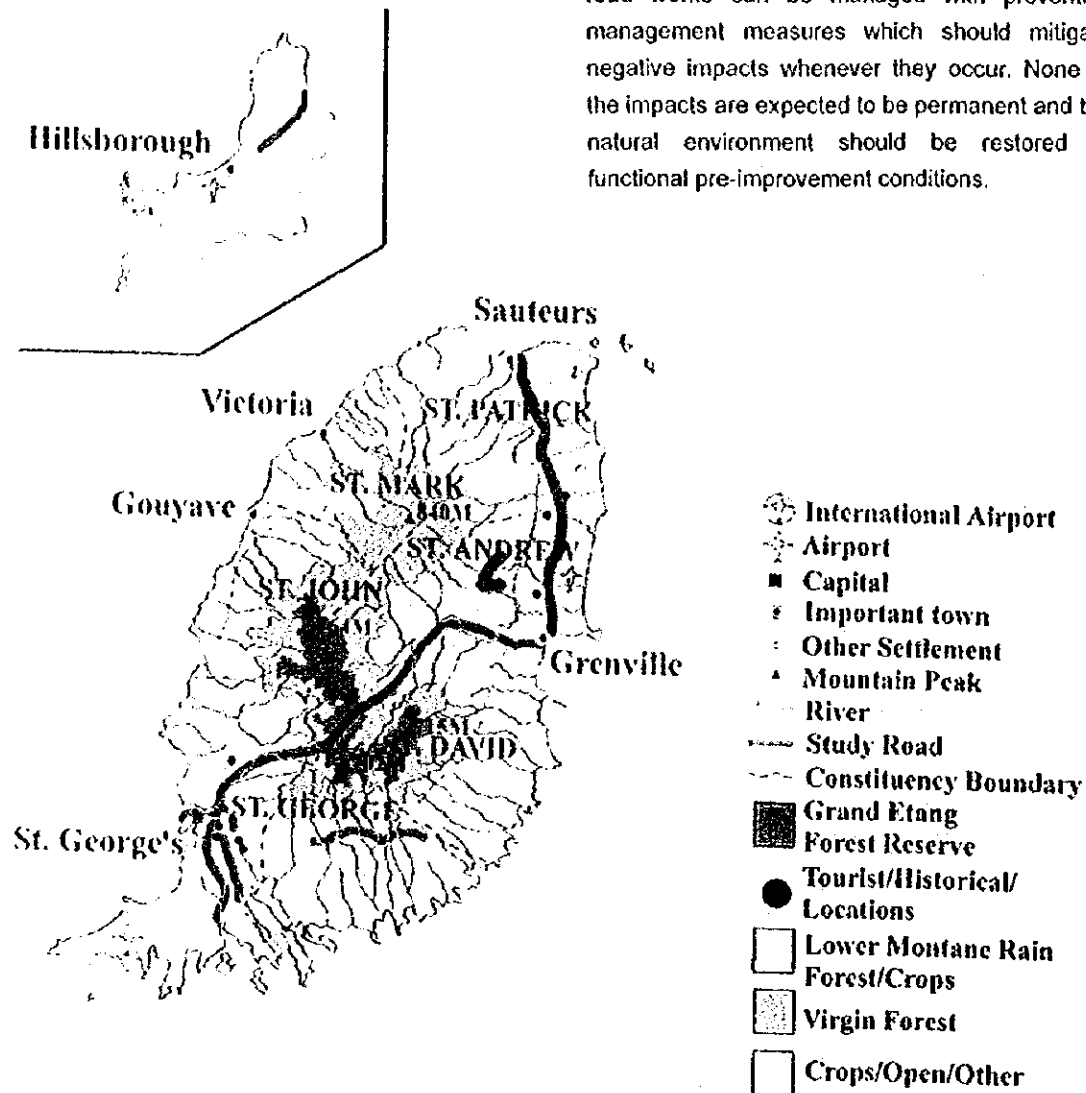 management measures which should
negative impacts whenever they occur. None
the impacts are expected to be permanent and
natural environment should be restored
functional pre-improvement conditions.
Hillsborough
Sauteurs
Victoria
ST. PATRICK
ST. MARK
Gouyave
840M
ST. ANDREW
ST. JOHN
Grenville
DAVID
ST. GEORGE
St. George's
International Airport
Airport
Capital
Important town
Other Settlement
Mountain Peak
River
Study Road
Constituency Boundary
Grand Etang
Forest Reserve
Tourist/Historical/
Locations
Lower Montane Rain
Forest/Crops
Virgin Forest
Crops/Open/Other